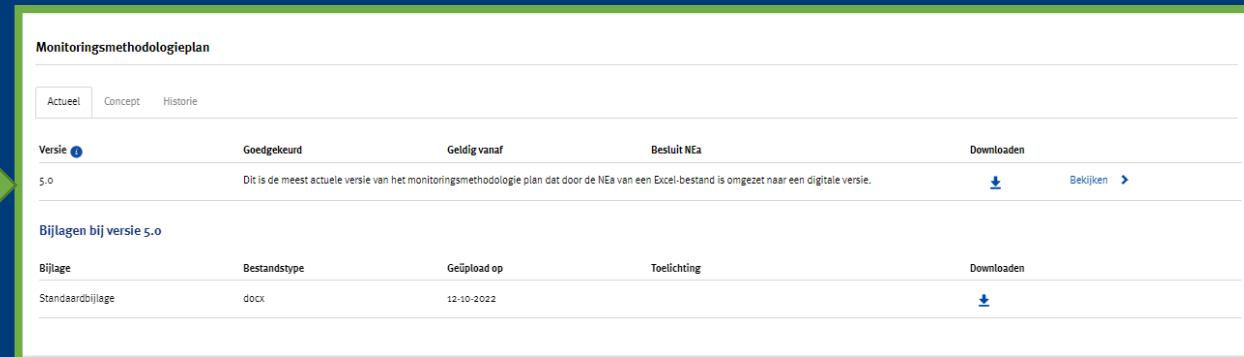 Monitoringsmethodologieplan
Actueel Concept Historie
Versie Goedgekeurd Geldig vanaf Besluit NEa Downloaden
5.0 Dit is de meest actuele versie van het monitoringsmethodologie plan dat door de NEa van een Excel-bestand is omgezet naar een digitale versie. Bekijken
Bijlagen bij versie 5.0
Bijlage Bestandstype Geüpload op Toelichting Downloaden
Standaardbijlage docx 12-10-2022